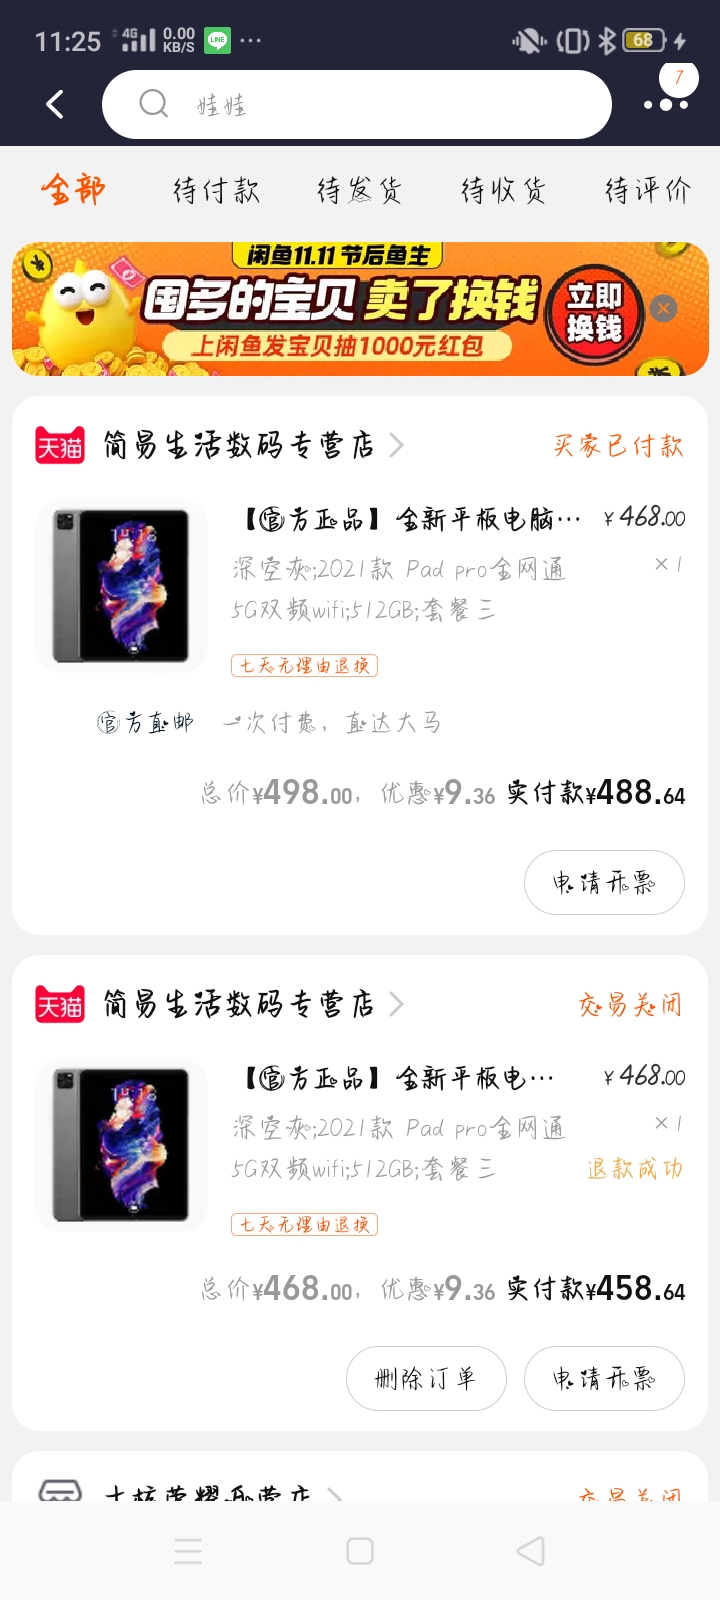 11:25 4G 0.00 KB/S LINE ··· 68
娃娃
7
全部 待付款 待发货 待收货 待评价
闲鱼11.11 节后鱼生
囤多的宝贝 卖了换钱
上闲鱼发宝贝抽1000元红包
立即
换钱
天猫 简易生活数码专营店 买家已付款
【官方正品】全新平板电脑··· ¥468.00
深空灰;2021款 Pad pro全网通 ×1
5G双频wifi;512GB;套餐三
七天无理由退换
官方直邮 一次付费，直达大马
总价¥498.00，优惠¥9.36 实付款¥488.64
申请开票
天猫 简易生活数码专营店 交易关闭
【官方正品】全新平板电··· ¥468.00
深空灰;2021款 Pad pro全网通 ×1
5G双频wifi;512GB;套餐三 退款成功
七天无理由退换
总价¥468.00，优惠¥9.36 实付款¥458.64
删除订单 申请开票
交易关闭